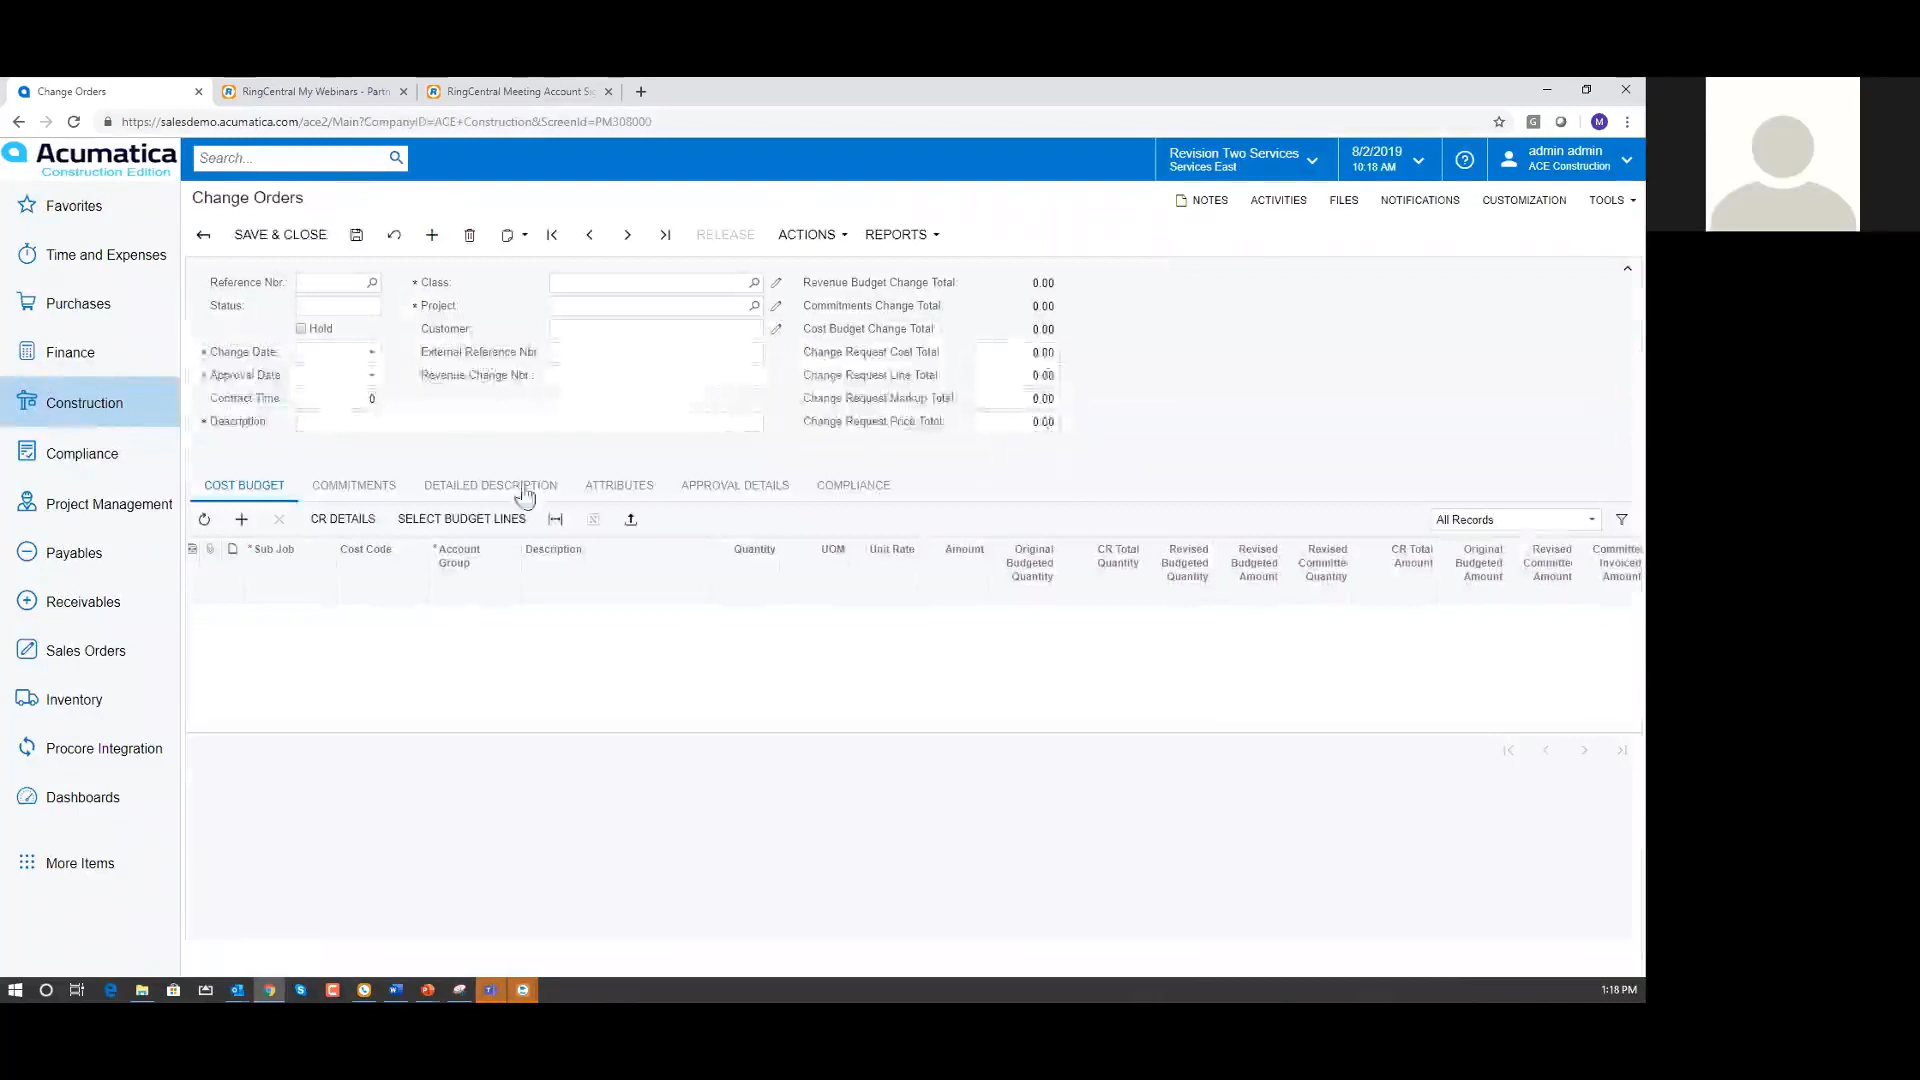 Change Orders
RingCentral My Webinars - Partn
RingCentral Meeting Account Si
https://salesdemo.acumatica.com/ace2/Main?CompanyID=ACE+Construction&ScreenId=PM308000
G
M
Acumatica
Construction Edition
Search...
Revision Two Services
Services East
8/2/2019
10:18 AM
admin admin
ACE Construction
Favorites
Time and Expenses
Purchases
Finance
Construction
Compliance
Project Management
Payables
Receivables
Sales Orders
Inventory
Procore Integration
Dashboards
More Items
Change Orders
NOTES ACTIVITIES FILES NOTIFICATIONS CUSTOMIZATION TOOLS
SAVE & CLOSE RELEASE ACTIONS REPORTS
Reference Nbr.: * Class: Revenue Budget Change Total: 0.00
Status: * Project: Commitments Change Total 0.00
Hold Customer: Cost Budget Change Total 0.00
* Change Date: External Reference Nbr Change Request Cost Total 0.00
* Approval Date Revenue Change Nbr.: Change Request Line Total 0.00
Contract Time 0 Change Request Markup Total 0.00
* Description Change Request Price Total: 0.00
COST BUDGET COMMITMENTS DETAILED DESCRIPTION ATTRIBUTES APPROVAL DETAILS COMPLIANCE
CR DETAILS SELECT BUDGET LINES All Records
* Sub Job
Cost Code
* Account Group
Description
Quantity
UOM
Unit Rate
Amount
Original Budgeted Quantity
CR Total Quantity
Revised Budgeted Quantity
Revised Budgeted Amount
Revised Committe Quantity
CR Total Amount
Original Budgeted Amount
Revised Committe Amount
Committe Invoiced Amount
1:18 PM